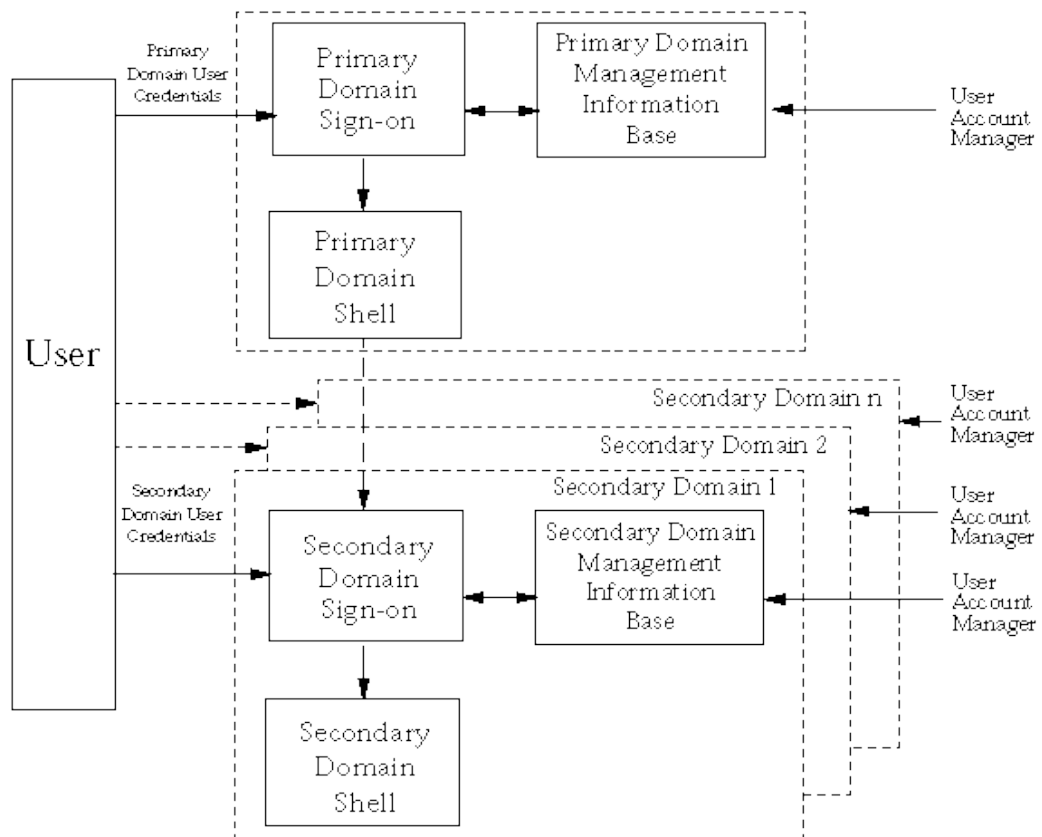 Primary
Domain User
Credentials
Primary
Domain
Sign-on
Primary Domain
Management
Information
Base
User
Account
Manager
Primary
Domain
Shell
User
Secondary Domain n
User
Account
Manager
Secondary Domain 2
Secondary Domain 1
Secondary
Domain User
Credentials
User
Account
Manager
Secondary
Domain
Sign-on
Secondary Domain
Management
Information
Base
User
Account
Manager
Secondary
Domain
Shell